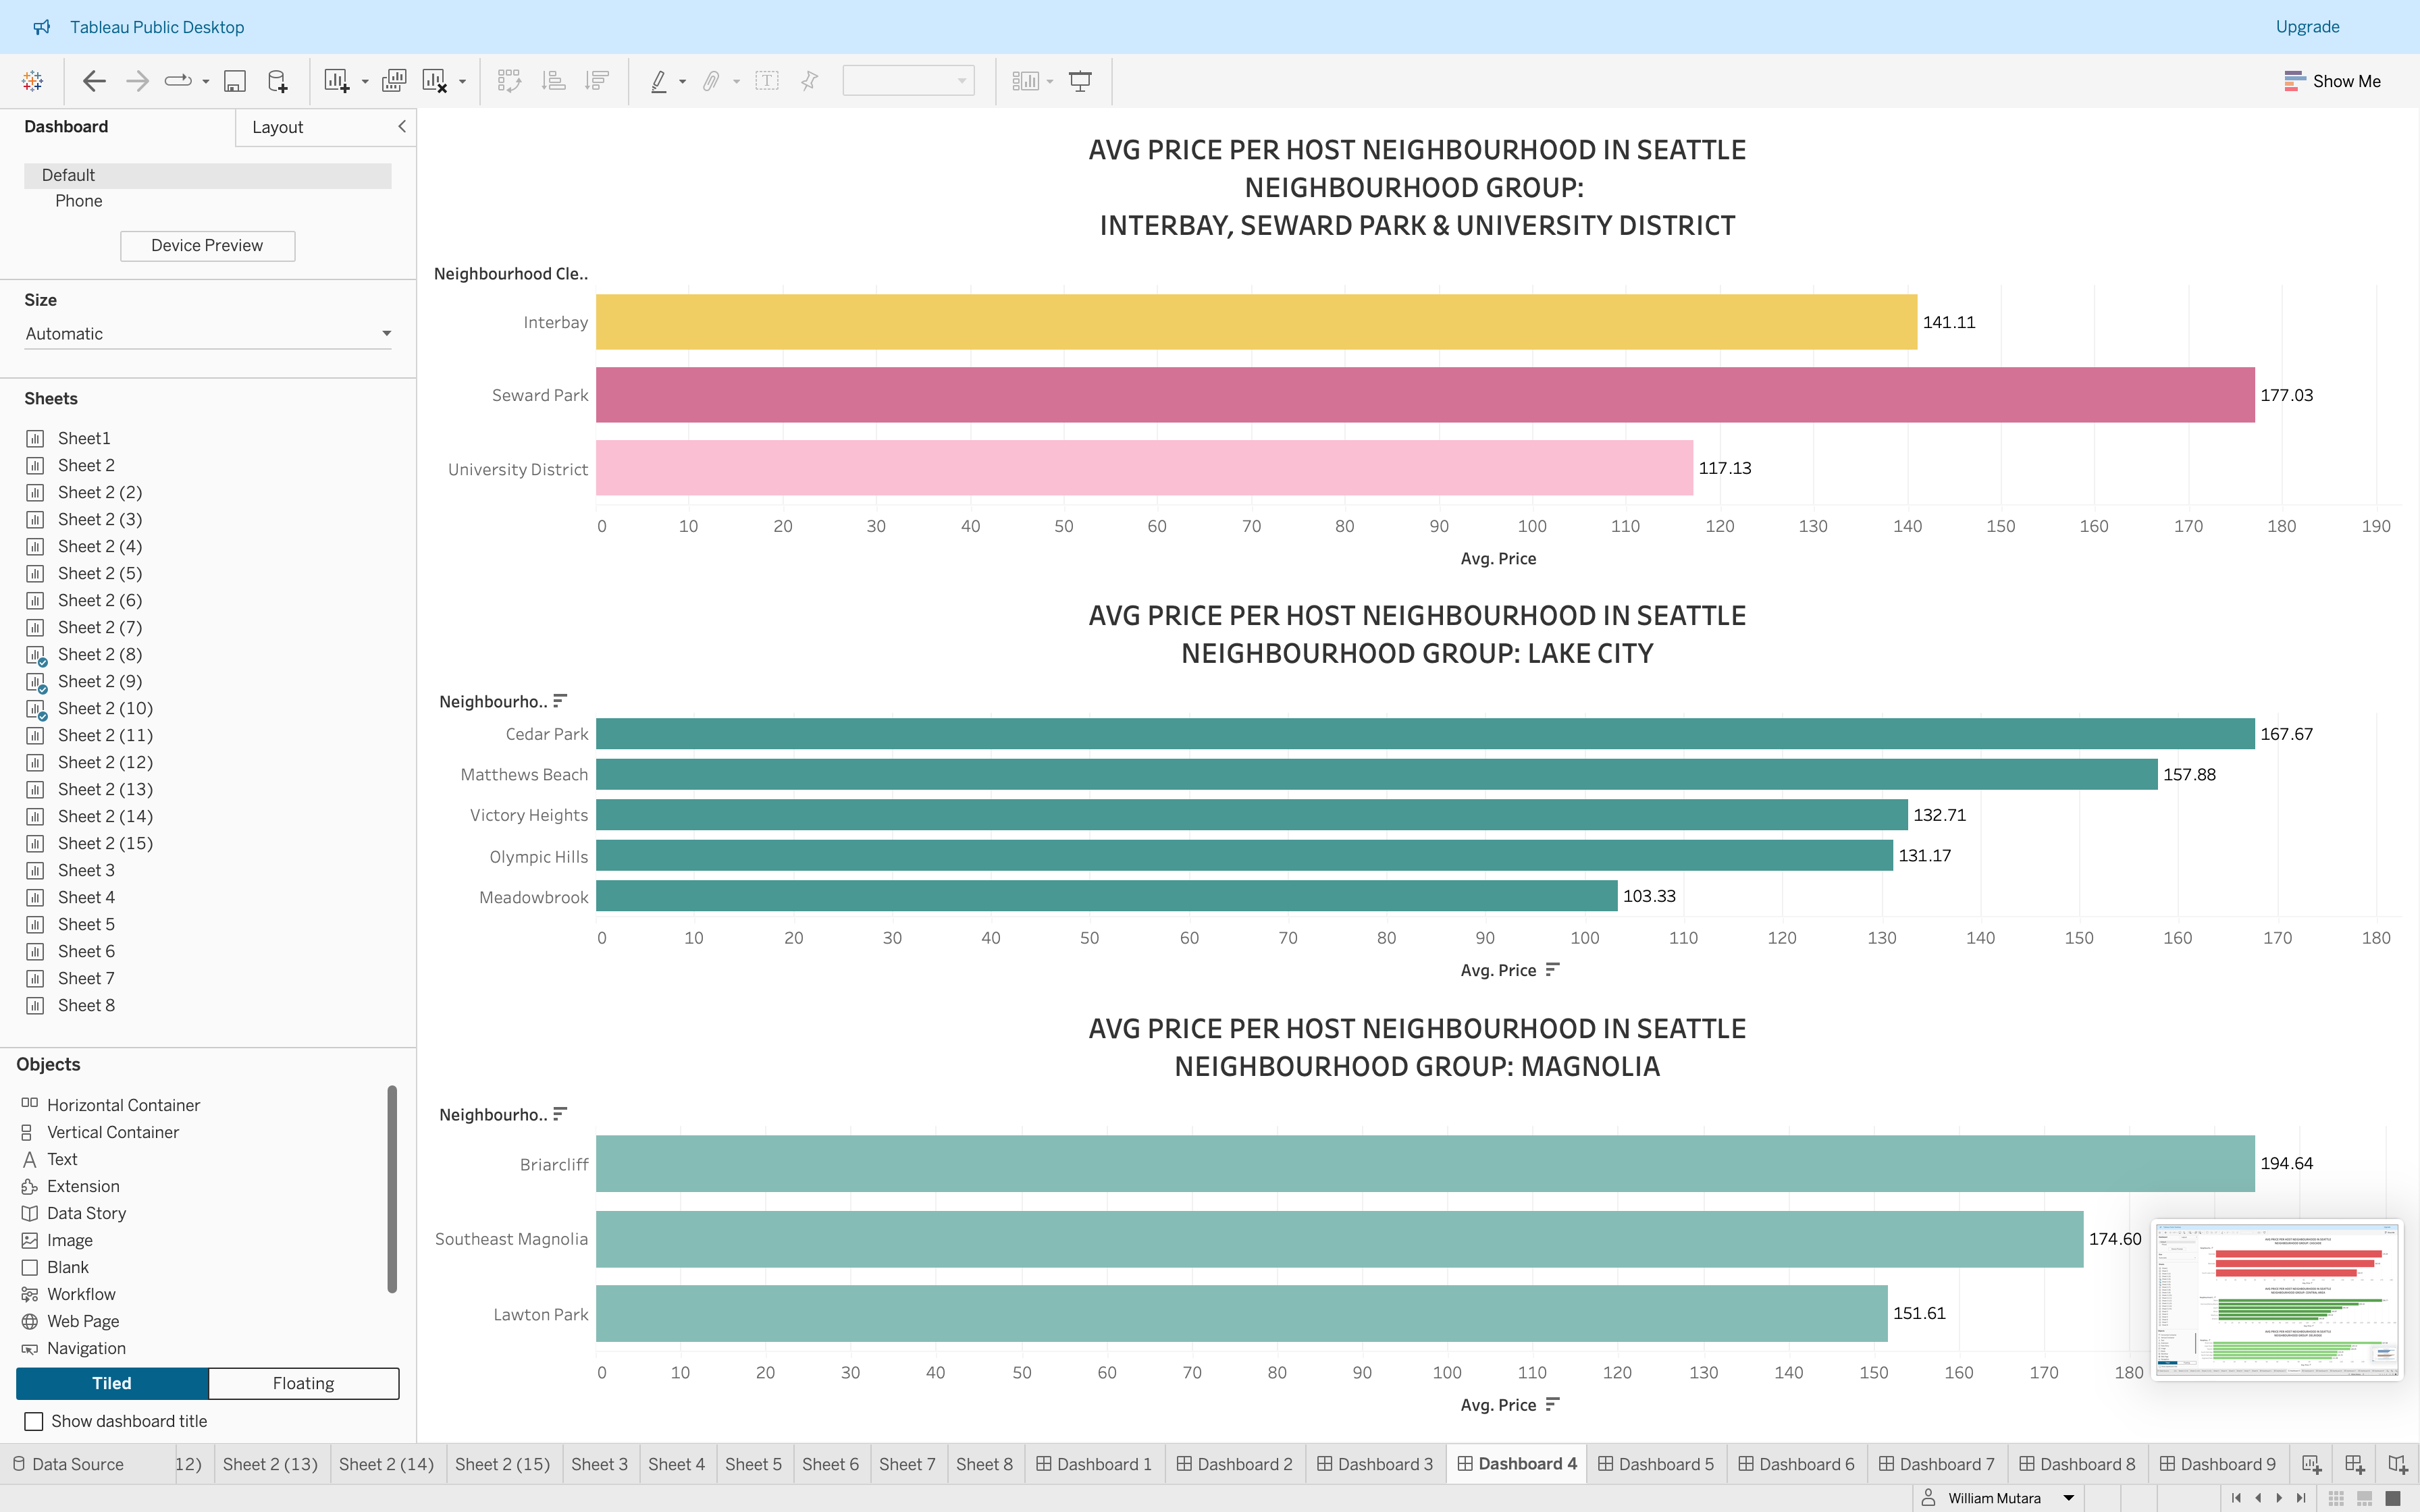 Tableau Public Desktop
Upgrade
Show Me
Dashboard
Layout
Default
Phone
Device Preview
Size
Automatic
Sheets
Sheet1
Sheet 2
Sheet 2 (2)
Sheet 2 (3)
Sheet 2 (4)
Sheet 2 (5)
Sheet 2 (6)
Sheet 2 (7)
Sheet 2 (8)
Sheet 2 (9)
Sheet 2 (10)
Sheet 2 (11)
Sheet 2 (12)
Sheet 2 (13)
Sheet 2 (14)
Sheet 2 (15)
Sheet 3
Sheet 4
Sheet 5
Sheet 6
Sheet 7
Sheet 8
Objects
Horizontal Container
Vertical Container
Text
Extension
Data Story
Image
Blank
Workflow
Web Page
Navigation
Tiled
Floating
Show dashboard title
AVG PRICE PER HOST NEIGHBOURHOOD IN SEATTLE
NEIGHBOURHOOD GROUP:
INTERBAY, SEWARD PARK & UNIVERSITY DISTRICT
Neighbourhood Cle..
Interbay 141.11
Seward Park 177.03
University District 117.13
0 10 20 30 40 50 60 70 80 90 100 110 120 130 140 150 160 170 180 190
Avg. Price
AVG PRICE PER HOST NEIGHBOURHOOD IN SEATTLE
NEIGHBOURHOOD GROUP: LAKE CITY
Neighbourho..
Cedar Park 167.67
Matthews Beach 157.88
Victory Heights 132.71
Olympic Hills 131.17
Meadowbrook 103.33
0 10 20 30 40 50 60 70 80 90 100 110 120 130 140 150 160 170 180
Avg. Price
AVG PRICE PER HOST NEIGHBOURHOOD IN SEATTLE
NEIGHBOURHOOD GROUP: MAGNOLIA
Neighbourho..
Briarcliff 194.64
Southeast Magnolia 174.60
Lawton Park 151.61
0 10 20 30 40 50 60 70 80 90 100 110 120 130 140 150 160 170 180
Avg. Price
Data Source 12) Sheet 2 (13) Sheet 2 (14) Sheet 2 (15) Sheet 3 Sheet 4 Sheet 5 Sheet 6 Sheet 7 Sheet 8 Dashboard 1 Dashboard 2 Dashboard 3 Dashboard 4 Dashboard 5 Dashboard 6 Dashboard 7 Dashboard 8 Dashboard 9
William Mutara